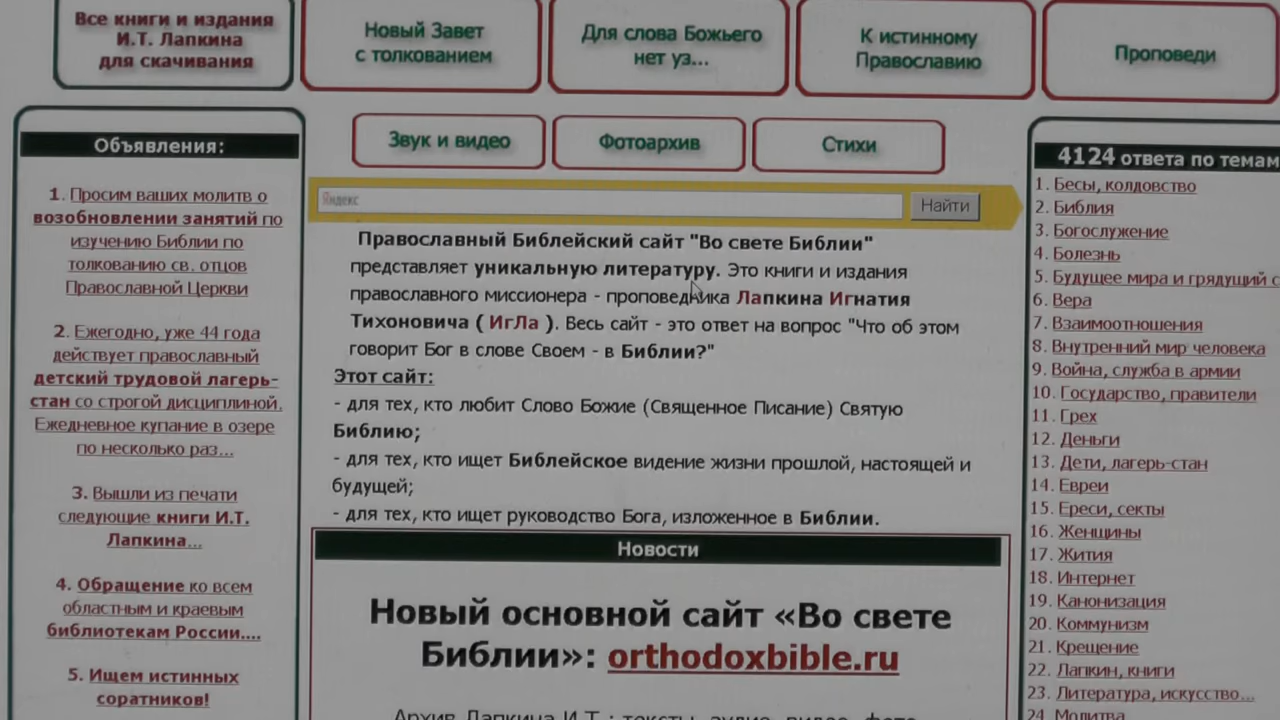 Все книги и издания
И.Т. Лапкина
для скачивания
Новый Завет
с толкованием
Для слова Божьего
нет уз...
К истинному
Православию
Проповеди
Звук и видео
Фотоархив
Стихи
Объявления:
1. Просим ваших молитв о
возобновлении занятий по
изучению Библии по
толкованию св. отцов
Православной Церкви
2. Ежегодно, уже 44 года
действует православный
детский трудовой лагерь-
стан со строгой дисциплиной.
Ежедневное купание в озере
по несколько раз...
3. Вышли из печати
следующие книги И.Т.
Лапкина...
4. Обращение ко всем
областным и краевым
библиотекам России....
5. Ищем истинных
соратников!
Яндекс
Найти
Православный Библейский сайт "Во свете Библии"
представляет уникальную литературу. Это книги и издания
православного миссионера - проповедника Лапкина Игнатия
Тихоновича ( ИгЛа ). Весь сайт - это ответ на вопрос "Что об этом
говорит Бог в слове Своем - в Библии?"
Этот сайт:
- для тех, кто любит Слово Божие (Священное Писание) Святую
Библию;
- для тех, кто ищет Библейское видение жизни прошлой, настоящей и
будущей;
- для тех, кто ищет руководство Бога, изложенное в Библии.
Новости
Новый основной сайт «Во свете
Библии»: orthodoxbible.ru
Архив Лапкина И.Т.: тексты, аудио, видео, фото
4124 ответа по темам
1. Бесы, колдовство
2. Библия
3. Богослужение
4. Болезнь
5. Будущее мира и грядущий с
6. Вера
7. Взаимоотношения
8. Внутренний мир человека
9. Война, служба в армии
10. Государство, правители
11. Грех
12. Деньги
13. Дети, лагерь-стан
14. Евреи
15. Ереси, секты
16. Женщины
17. Жития
18. Интернет
19. Канонизация
20. Коммунизм
21. Крещение
22. Лапкин, книги
23. Литература, искусство...
24. Молитва